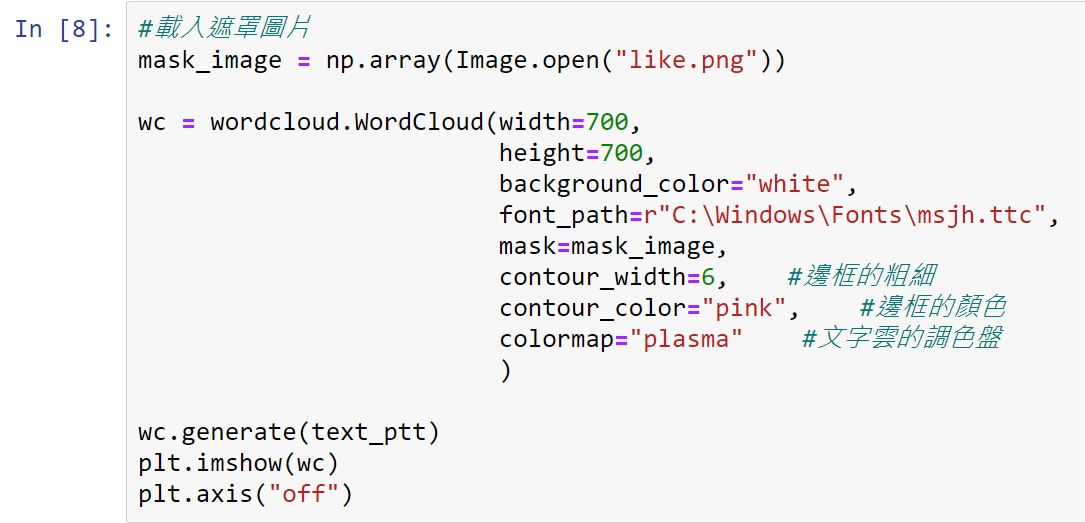 In [8]: #載入遮罩圖片
mask_image = np.array(Image.open("like.png"))
wc = wordcloud.WordCloud(width=700,
height=700,
background_color="white",
font_path=r"C:\Windows\Fonts\msjh.ttc",
mask=mask_image,
contour_width=6, #邊框的粗細
contour_color="pink", #邊框的顏色
colormap="plasma" #文字雲的調色盤
)
wc.generate(text_ptt)
plt.imshow(wc)
plt.axis("off")